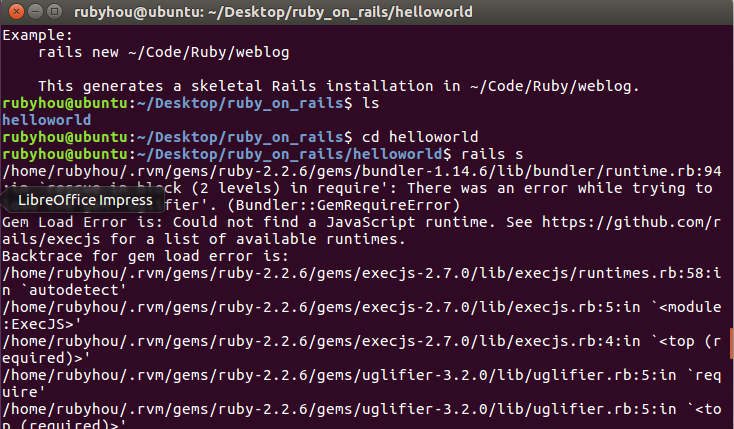 rubyhou@ubuntu: ~/Desktop/ruby_on_rails/helloworld
Example:
    rails new ~/Code/Ruby/weblog

    This generates a skeletal Rails installation in ~/Code/Ruby/weblog.
rubyhou@ubuntu:~/Desktop/ruby_on_rails$ ls
helloworld
rubyhou@ubuntu:~/Desktop/ruby_on_rails$ cd helloworld
rubyhou@ubuntu:~/Desktop/ruby_on_rails/helloworld$ rails s
/home/rubyhou/.rvm/gems/ruby-2.2.6/gems/bundler-1.14.6/lib/bundler/runtime.rb:94
block (2 levels) in require': There was an error while trying to
LibreOffice Impress
ifier'. (Bundler::GemRequireError)
Gem Load Error is: Could not find a JavaScript runtime. See https://github.com/r
ails/execjs for a list of available runtimes.
Backtrace for gem load error is:
/home/rubyhou/.rvm/gems/ruby-2.2.6/gems/execjs-2.7.0/lib/execjs/runtimes.rb:58:i
n `autodetect'
/home/rubyhou/.rvm/gems/ruby-2.2.6/gems/execjs-2.7.0/lib/execjs.rb:5:in `<module
:ExecJS>'
/home/rubyhou/.rvm/gems/ruby-2.2.6/gems/execjs-2.7.0/lib/execjs.rb:4:in `<top (r
equired)>'
/home/rubyhou/.rvm/gems/ruby-2.2.6/gems/uglifier-3.2.0/lib/uglifier.rb:5:in `req
uire'
/home/rubyhou/.rvm/gems/ruby-2.2.6/gems/uglifier-3.2.0/lib/uglifier.rb:5:in `<to
p (required)>'